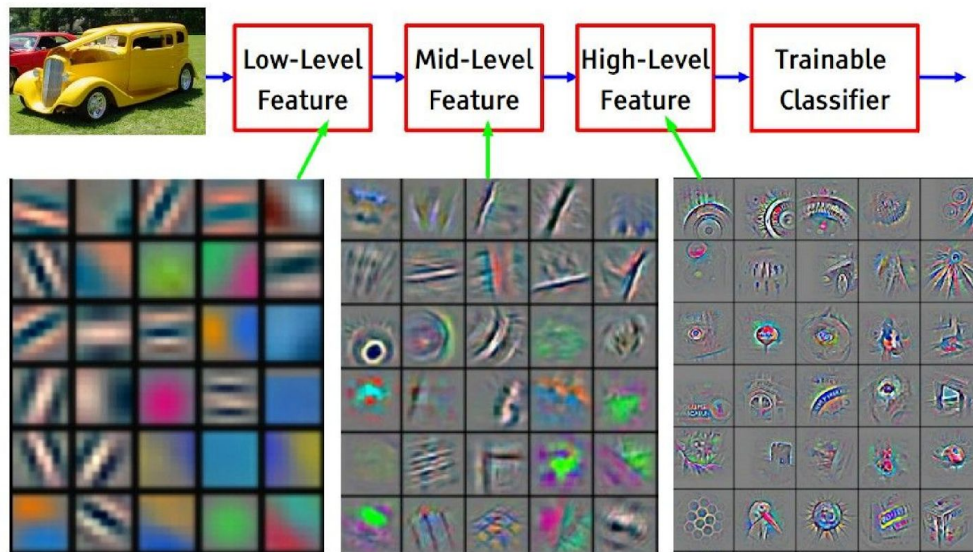 Low-Level
Feature
Mid-Level
Feature
High-Level
Feature
Trainable
Classifier